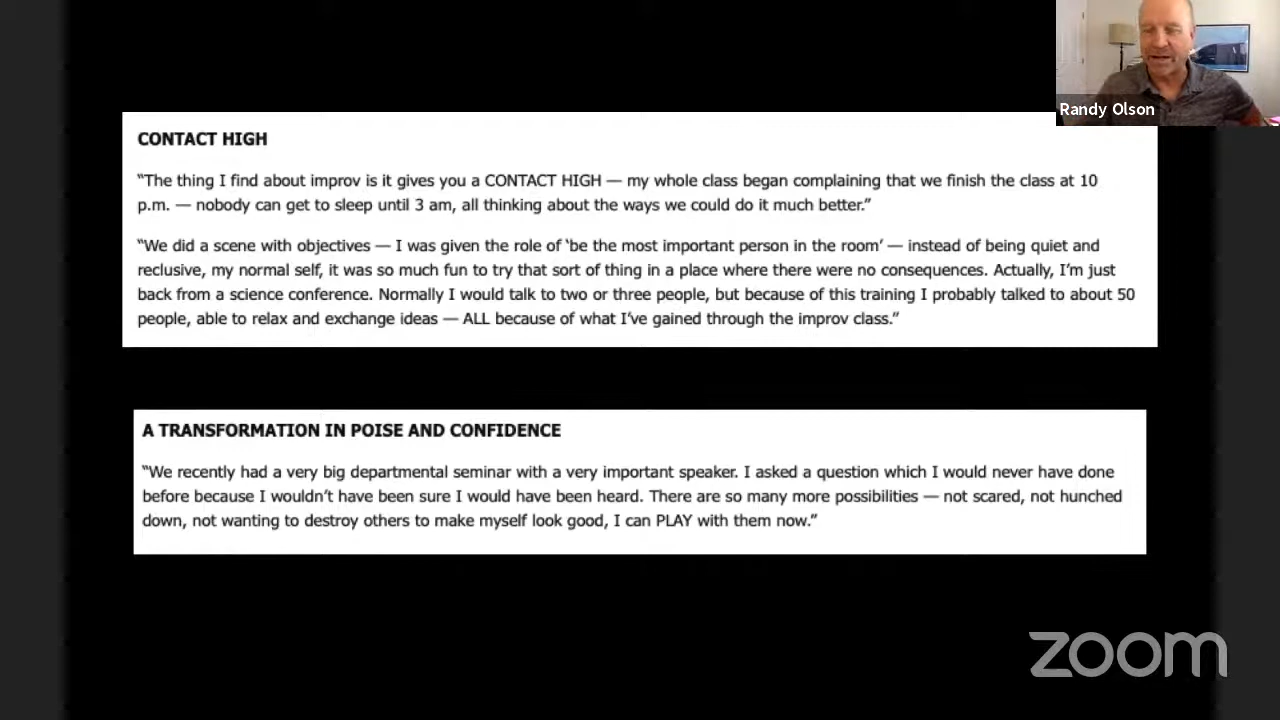 Randy Olson
CONTACT HIGH
“The thing I find about improv is it gives you a CONTACT HIGH — my whole class began complaining that we finish the class at 10
p.m. — nobody can get to sleep until 3 am, all thinking about the ways we could do it much better.”
“We did a scene with objectives — I was given the role of ‘be the most important person in the room’ — instead of being quiet and
reclusive, my normal self, it was so much fun to try that sort of thing in a place where there were no consequences. Actually, I’m just
back from a science conference. Normally I would talk to two or three people, but because of this training I probably talked to about 50
people, able to relax and exchange ideas — ALL because of what I’ve gained through the improv class.”
A TRANSFORMATION IN POISE AND CONFIDENCE
“We recently had a very big departmental seminar with a very important speaker. I asked a question which I would never have done
before because I wouldn’t have been sure I would have been heard. There are so many more possibilities — not scared, not hunched
down, not wanting to destroy others to make myself look good, I can PLAY with them now.”
zoom